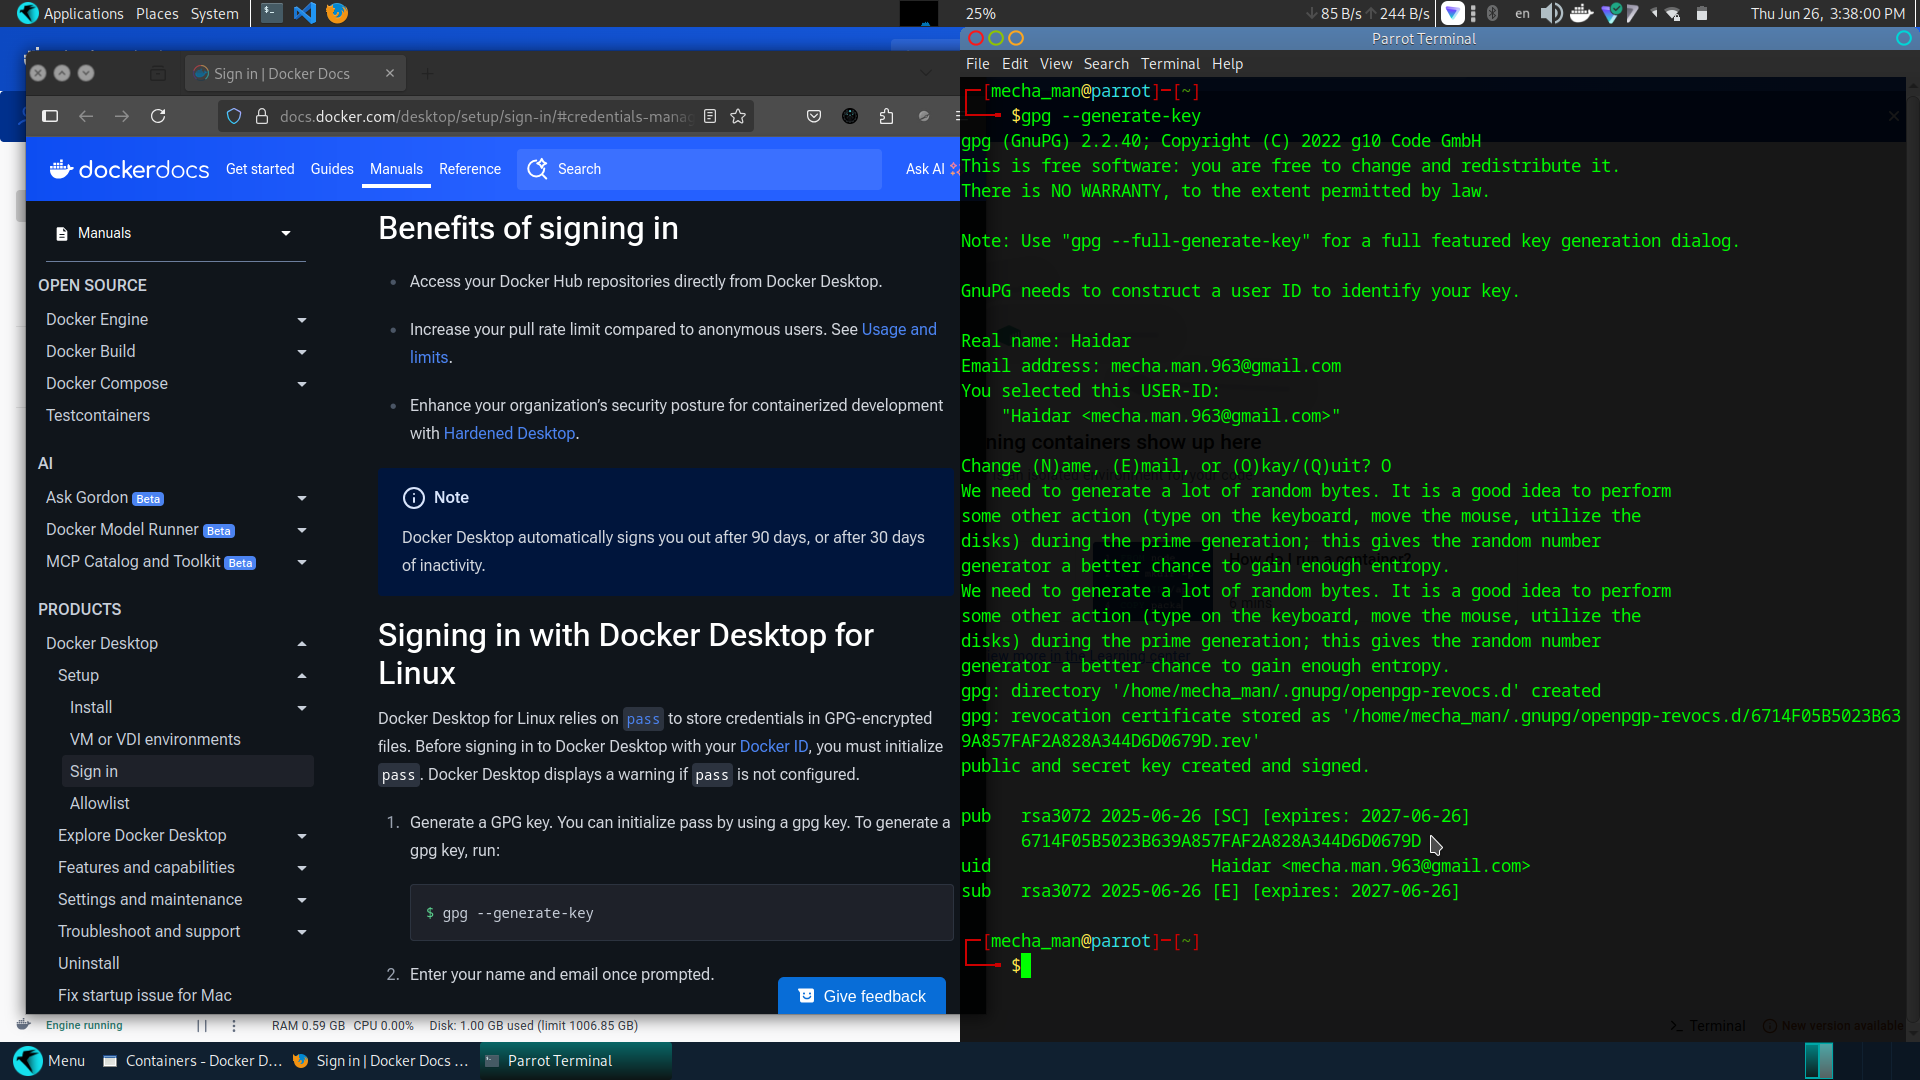 Applications Places System
25%
85 B/s 244 B/s
en
Thu Jun 26, 3:38:00 PM
Sign in | Docker Docs
docs.docker.com/desktop/setup/sign-in/#credentials-manag
dockerdocs
Get started Guides Manuals Reference
Search
Ask AI
Manuals
OPEN SOURCE
Docker Engine
Docker Build
Docker Compose
Testcontainers
AI
Ask Gordon Beta
Docker Model Runner Beta
MCP Catalog and Toolkit Beta
PRODUCTS
Docker Desktop
Setup
Install
VM or VDI environments
Sign in
Allowlist
Explore Docker Desktop
Features and capabilities
Settings and maintenance
Troubleshoot and support
Uninstall
Fix startup issue for Mac
Benefits of signing in
Access your Docker Hub repositories directly from Docker Desktop.
Increase your pull rate limit compared to anonymous users. See Usage and
limits.
Enhance your organization’s security posture for containerized development
with Hardened Desktop.
Note
Docker Desktop automatically signs you out after 90 days, or after 30 days
of inactivity.
Signing in with Docker Desktop for
Linux
Docker Desktop for Linux relies on pass to store credentials in GPG-encrypted
files. Before signing in to Docker Desktop with your Docker ID, you must initialize
pass. Docker Desktop displays a warning if pass is not configured.
1. Generate a GPG key. You can initialize pass by using a gpg key. To generate a
gpg key, run:
$ gpg --generate-key
2. Enter your name and email once prompted.
Give feedback
Engine running
RAM 0.59 GB CPU 0.00% Disk: 1.00 GB used (limit 1006.85 GB)
Parrot Terminal
File Edit View Search Terminal Help
[mecha_man@parrot]-[~]
$gpg --generate-key
gpg (GnuPG) 2.2.40; Copyright (C) 2022 g10 Code GmbH
This is free software: you are free to change and redistribute it.
There is NO WARRANTY, to the extent permitted by law.
Note: Use "gpg --full-generate-key" for a full featured key generation dialog.
GnuPG needs to construct a user ID to identify your key.
Real name: Haidar
Email address: mecha.man.963@gmail.com
You selected this USER-ID:
"Haidar <mecha.man.963@gmail.com>"
ning containers show up here
Change (N)ame, (E)mail, or (O)kay/(Q)uit? O
We need to generate a lot of random bytes. It is a good idea to perform
some other action (type on the keyboard, move the mouse, utilize the
disks) during the prime generation; this gives the random number
generator a better chance to gain enough entropy.
We need to generate a lot of random bytes. It is a good idea to perform
some other action (type on the keyboard, move the mouse, utilize the
disks) during the prime generation; this gives the random number
generator a better chance to gain enough entropy.
gpg: directory '/home/mecha_man/.gnupg/openpgp-revocs.d' created
gpg: revocation certificate stored as '/home/mecha_man/.gnupg/openpgp-revocs.d/6714F05B5023B63
9A857FAF2A828A344D6D0679D.rev'
public and secret key created and signed.
pub rsa3072 2025-06-26 [SC] [expires: 2027-06-26]
6714F05B5023B639A857FAF2A828A344D6D0679D
uid Haidar <mecha.man.963@gmail.com>
sub rsa3072 2025-06-26 [E] [expires: 2027-06-26]
[mecha_man@parrot]-[~]
$
Terminal New version available
Menu Containers - Docker D... Sign in | Docker Docs ... Parrot Terminal